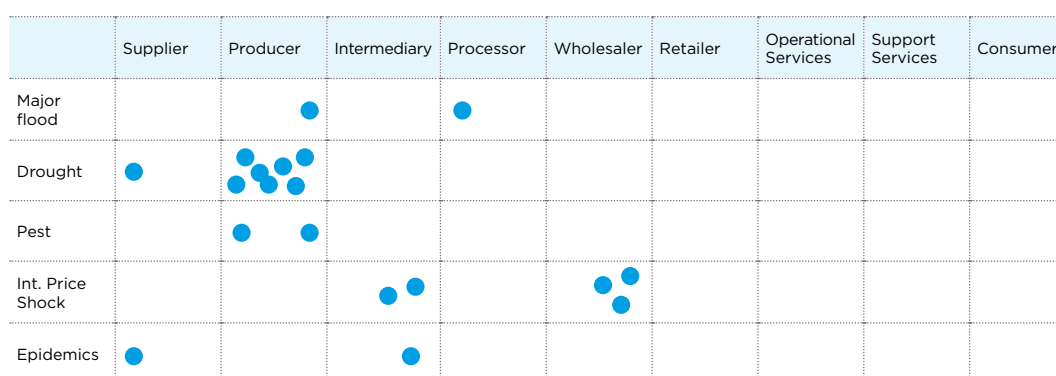 Supplier Producer Intermediary Processor Wholesaler Retailer Operational Services Support Services Consumer
Major
flood
Drought
Pest
Int. Price
Shock
Epidemics